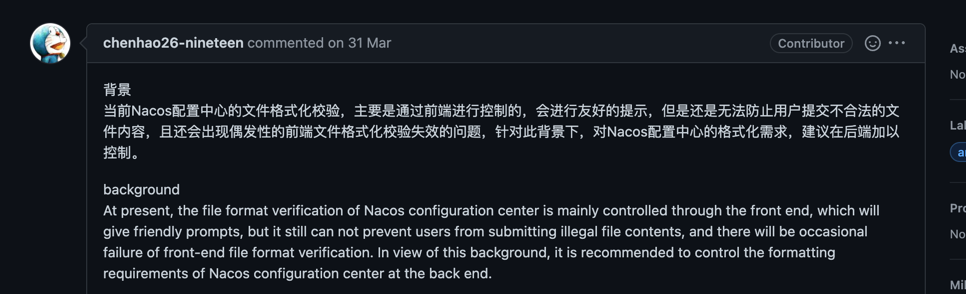 chenhao26-nineteen commented on 31 Mar
Contributor
背景
当前Nacos配置中心的文件格式化校验，主要是通过前端进行控制的，会进行友好的提示，但是还是无法防止用户提交不合法的文
件内容，且还会出现偶发性的前端文件格式化校验失效的问题，针对此背景下，对Nacos配置中心的格式化需求，建议在后端加以
控制。
background
At present, the file format verification of Nacos configuration center is mainly controlled through the front end, which will
give friendly prompts, but it still can not prevent users from submitting illegal file contents, and there will be occasional
failure of front-end file format verification. In view of this background, it is recommended to control the formatting
requirements of Nacos configuration center at the back end.
No
No